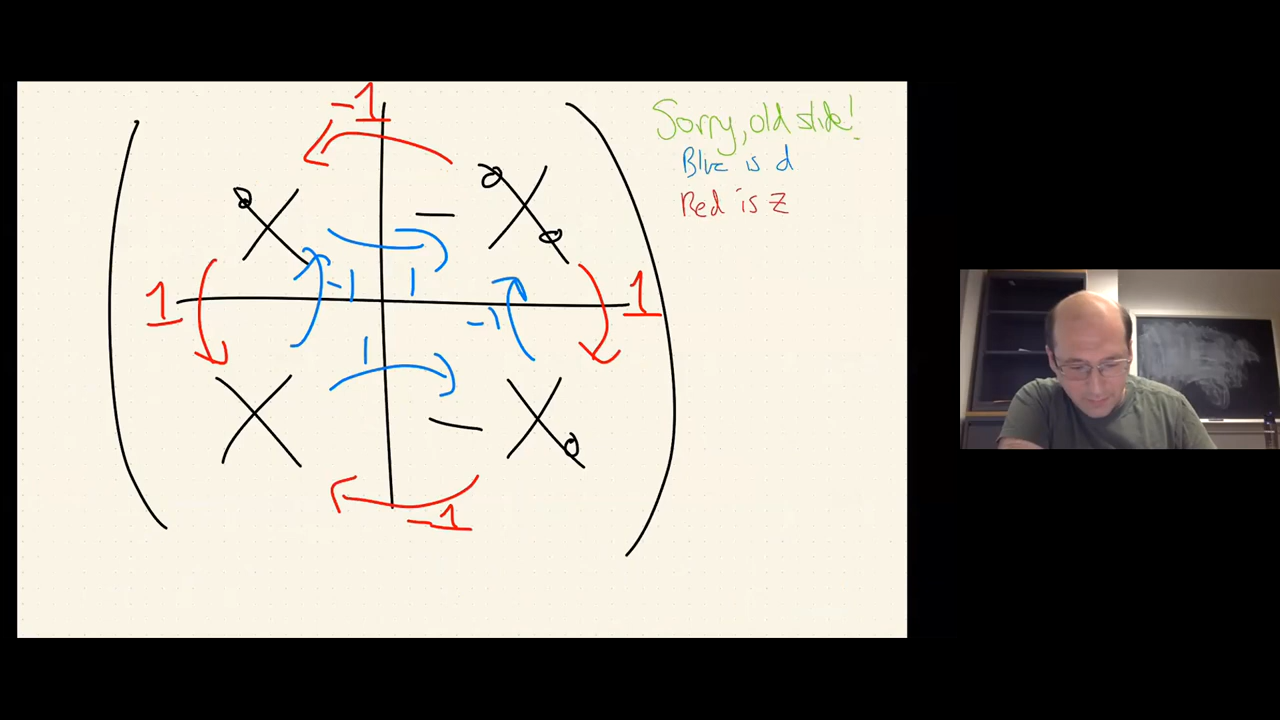 -1
Sorry, old slide!
Blue is d
Red is z
-1 1
1 1
-1
1
-1